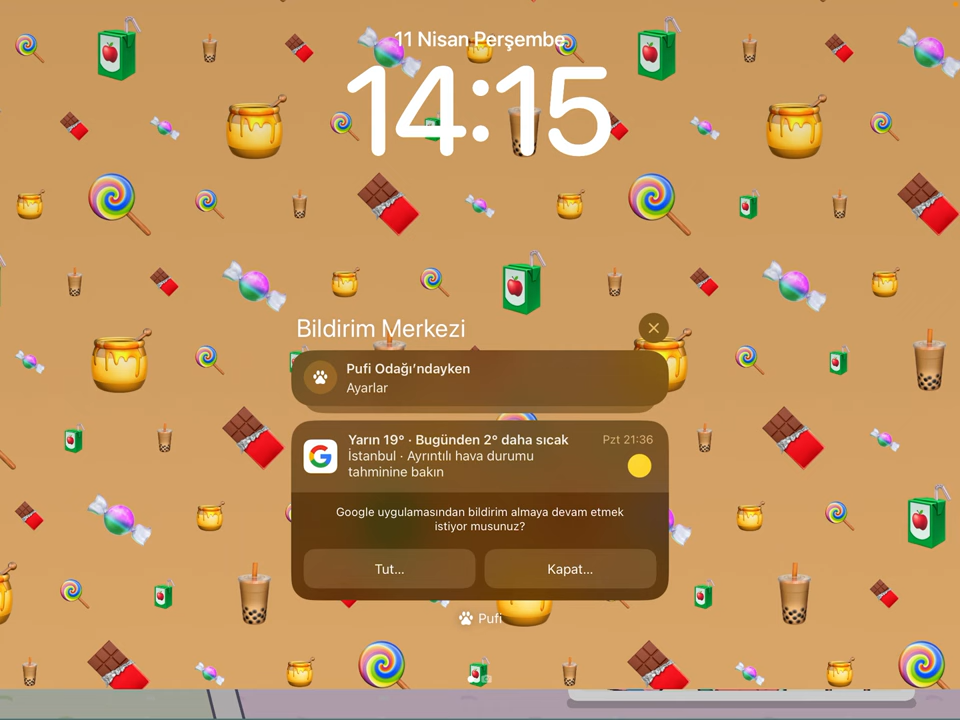 11 Nisan Perşembe
14:15
Bildirim Merkezi
Pufi Odağı'ndayken
Ayarlar
Yarın 19° · Bugünden 2° daha sıcak
Pzt 21:36
İstanbul · Ayrıntılı hava durumu
tahminine bakın
Google uygulamasından bildirim almaya devam etmek
istiyor musunuz?
Tut...
Kapat...
Pufi